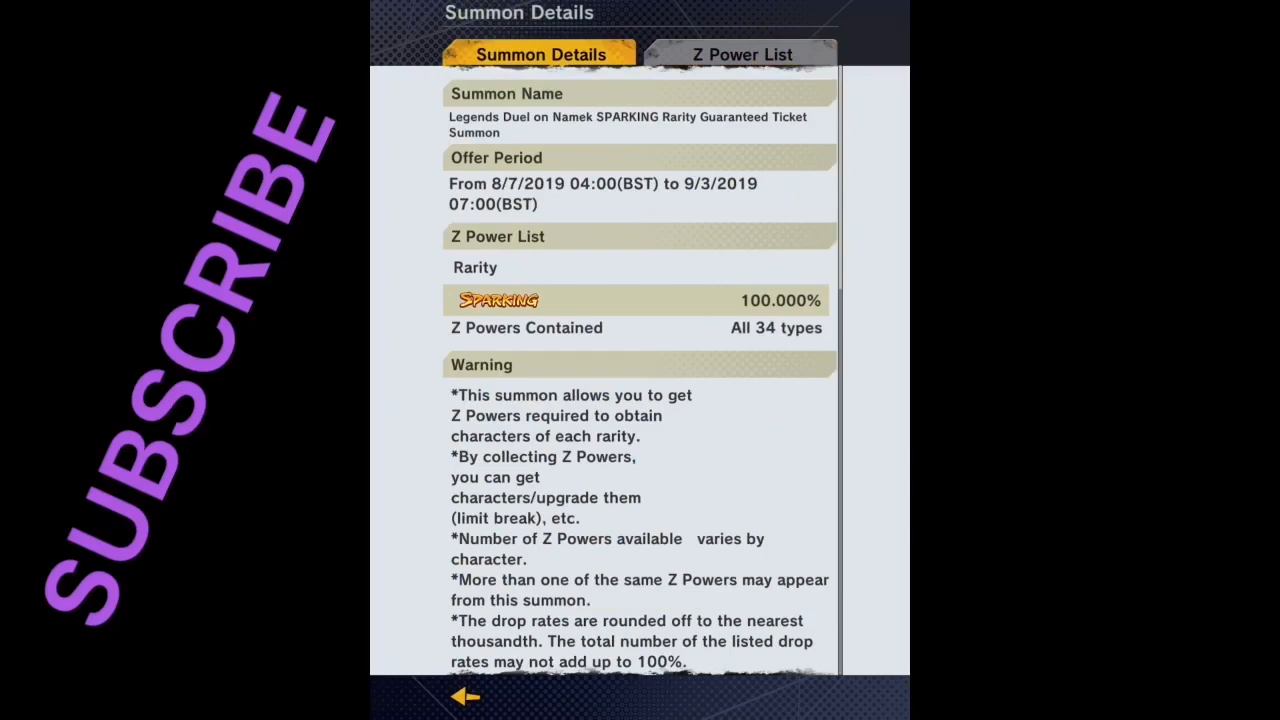 Summon Details
Summon Details
Z Power List
Summon Name
Legends Duel on Namek SPARKING Rarity Guaranteed Ticket
Summon
Offer Period
From 8/7/2019 04:00(BST) to 9/3/2019
07:00(BST)
Z Power List
Rarity
SPARKING 100.000%
Z Powers Contained All 34 types
Warning
*This summon allows you to get
Z Powers required to obtain
characters of each rarity.
*By collecting Z Powers,
you can get
characters/upgrade them
(limit break), etc.
*Number of Z Powers available varies by
character.
*More than one of the same Z Powers may appear
from this summon.
*The drop rates are rounded off to the nearest
thousandth. The total number of the listed drop
rates may not add up to 100%.
SUBSCRIBE